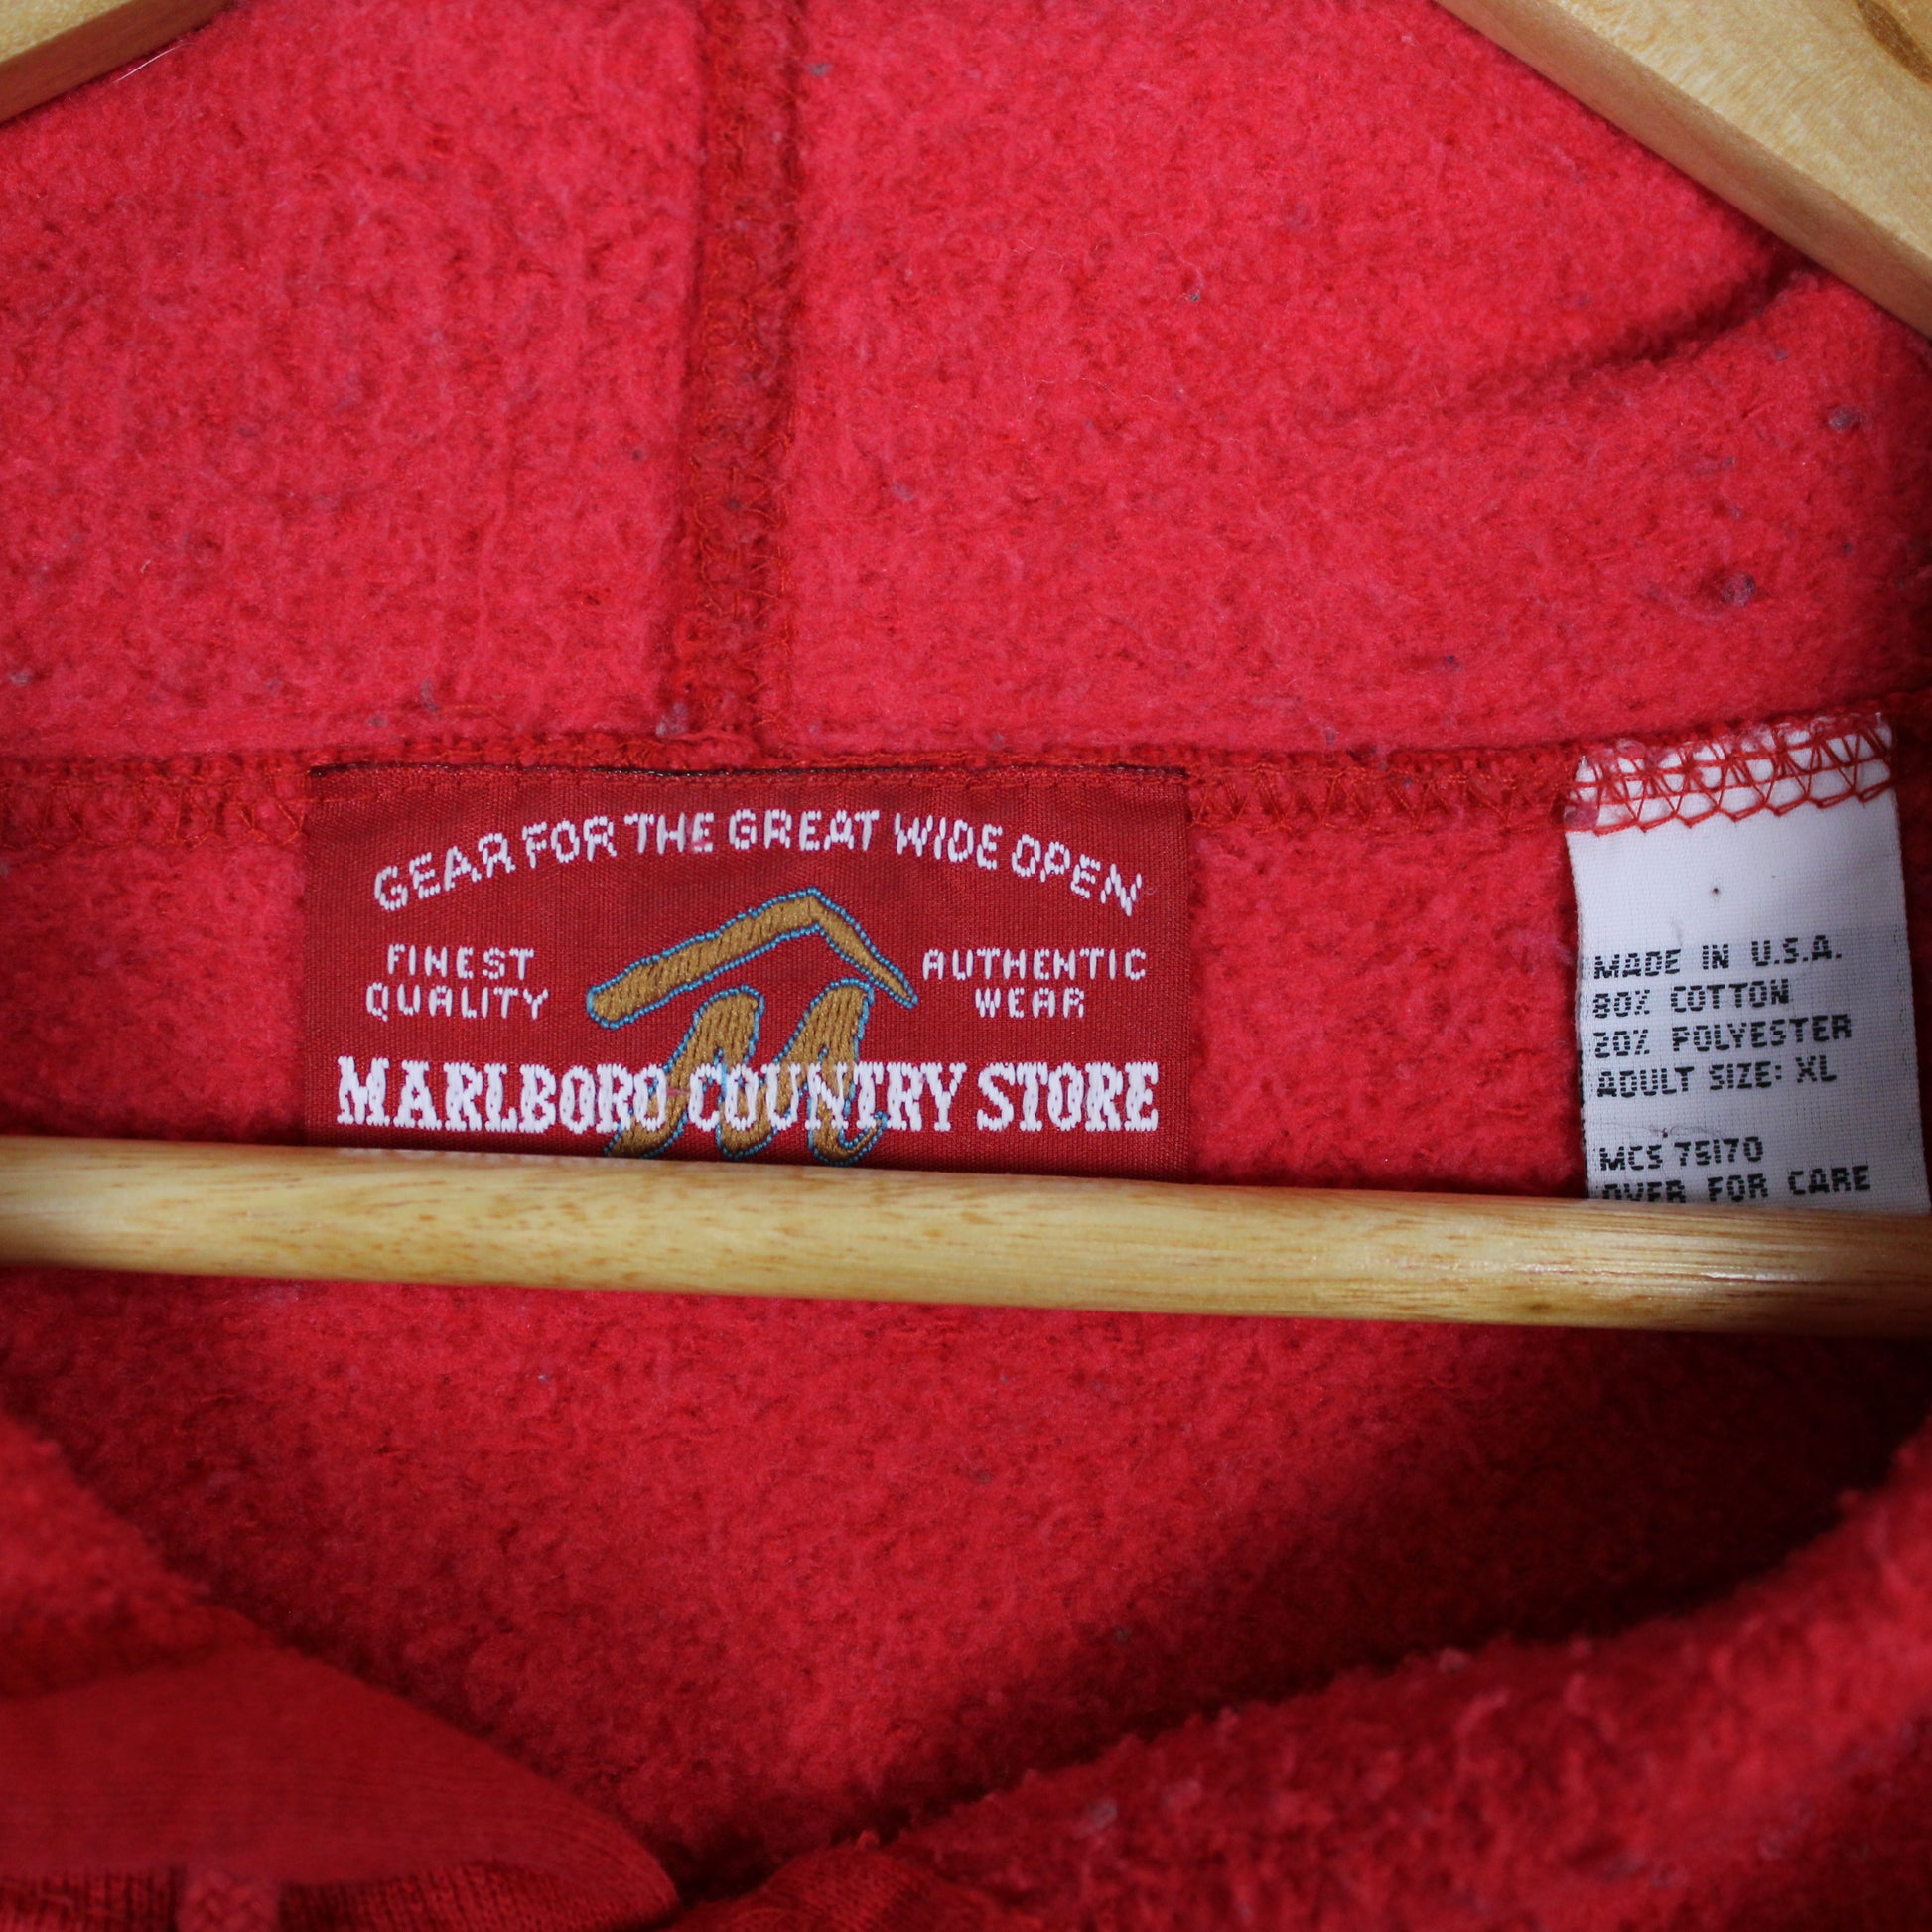 GEAR FOR THE GREAT WIDE OPEN
FINEST
QUALITY
AUTHENTIC
WEAR
M
MARLBORO COUNTRY STORE
MADE IN U.S.A.
80% COTTON
20% POLYESTER
ADULT SIZE: XL
MCS 75170
OVER FOR CARE